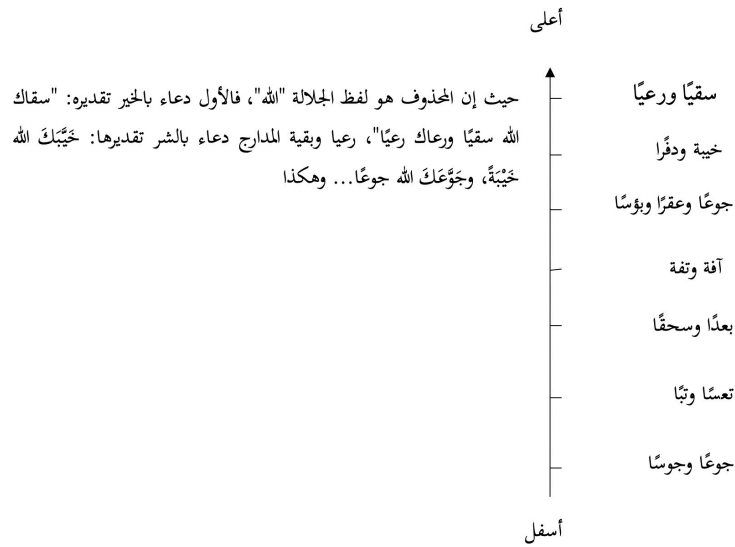 أعلى
سقيًا ورعيًا
حيث إن المحذوف هو لفظ الجلالة "الله"، فالأول دعاء بالخير تقديره: "سقاك
الله سقيًا ورعاك رعيًا"، رعيا وبقية المدارج دعاء بالشر تقديرها: خَيَّبَكَ الله
خَيْبَةً، وجَوَّعَكَ الله جوعًا... وهكذا
خيبة ودفًرا
جوعًا وعقرًا وبؤسًا
آفة وتفة
بعدًا وسحقًا
تعسًا وتبًا
جوعًا وجوسًا
أسفل